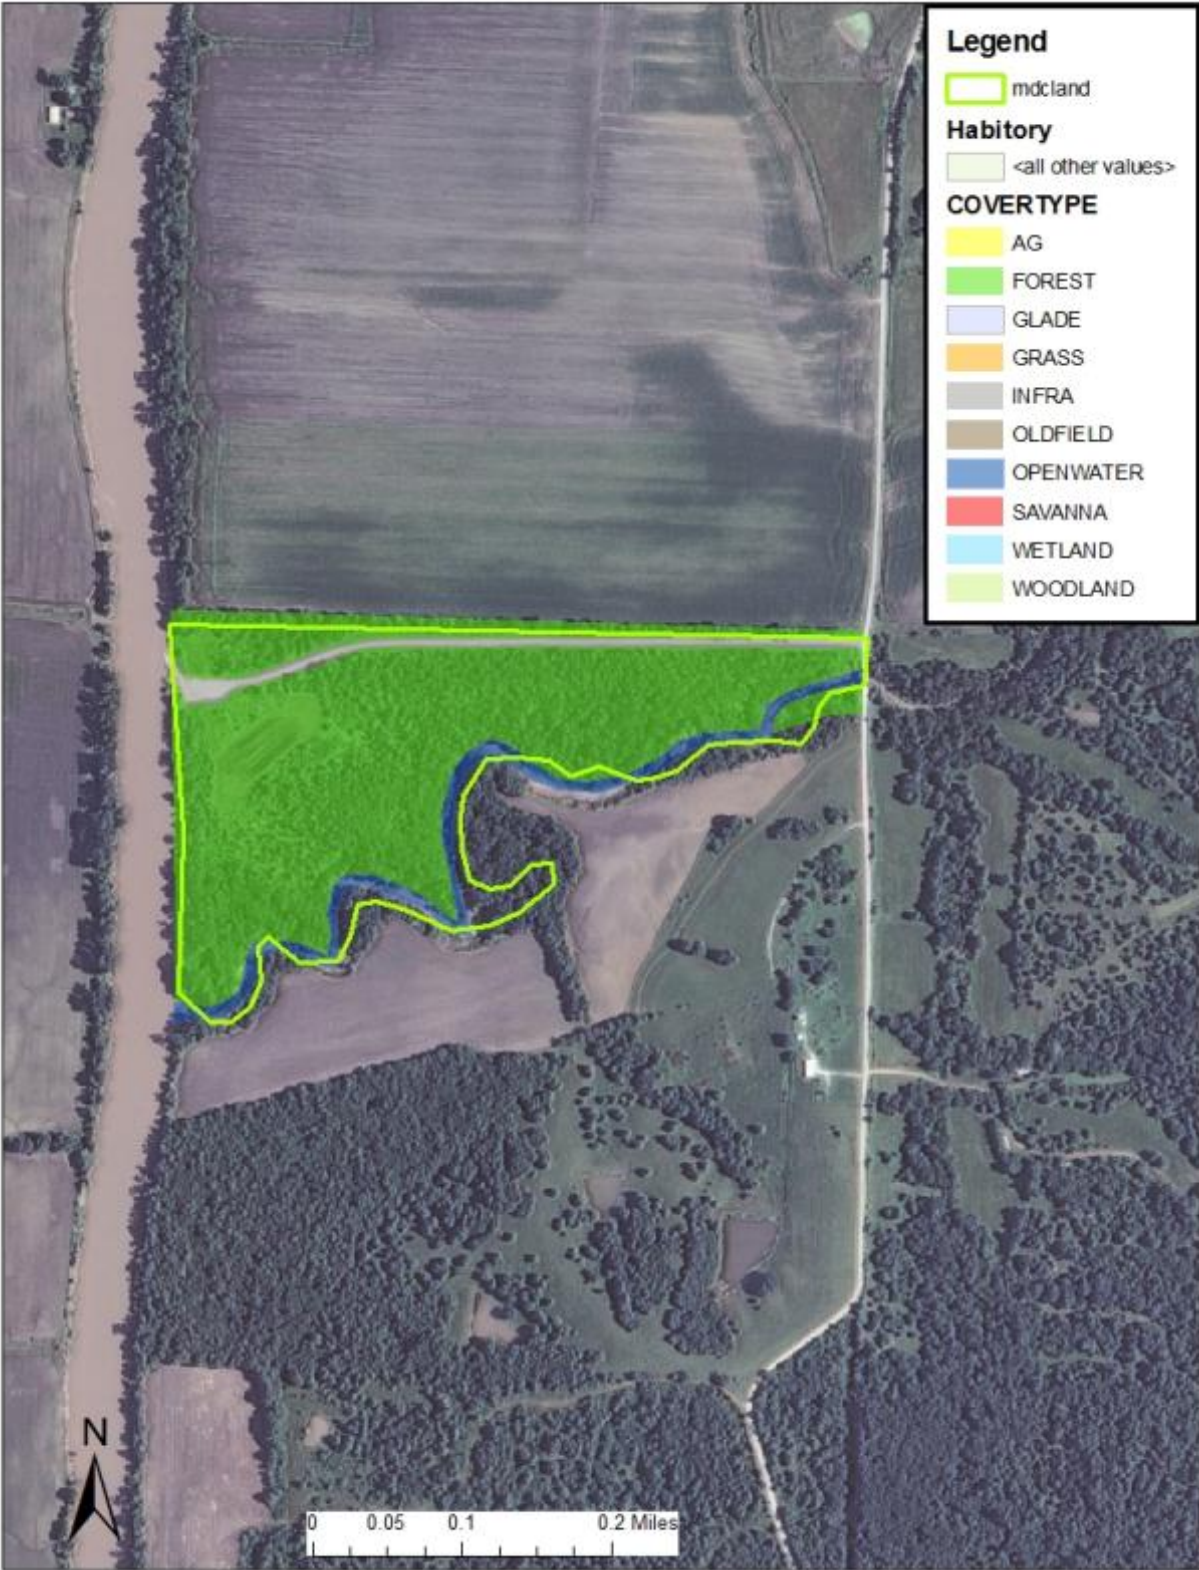 Legend
mdcland
Habitory
<all other values>
COVERTYPE
AG
FOREST
GLADE
GRASS
INFRA
OLDFIELD
OPENWATER
SAVANNA
WETLAND
WOODLAND
N
0 0.05 0.1 0.2 Miles